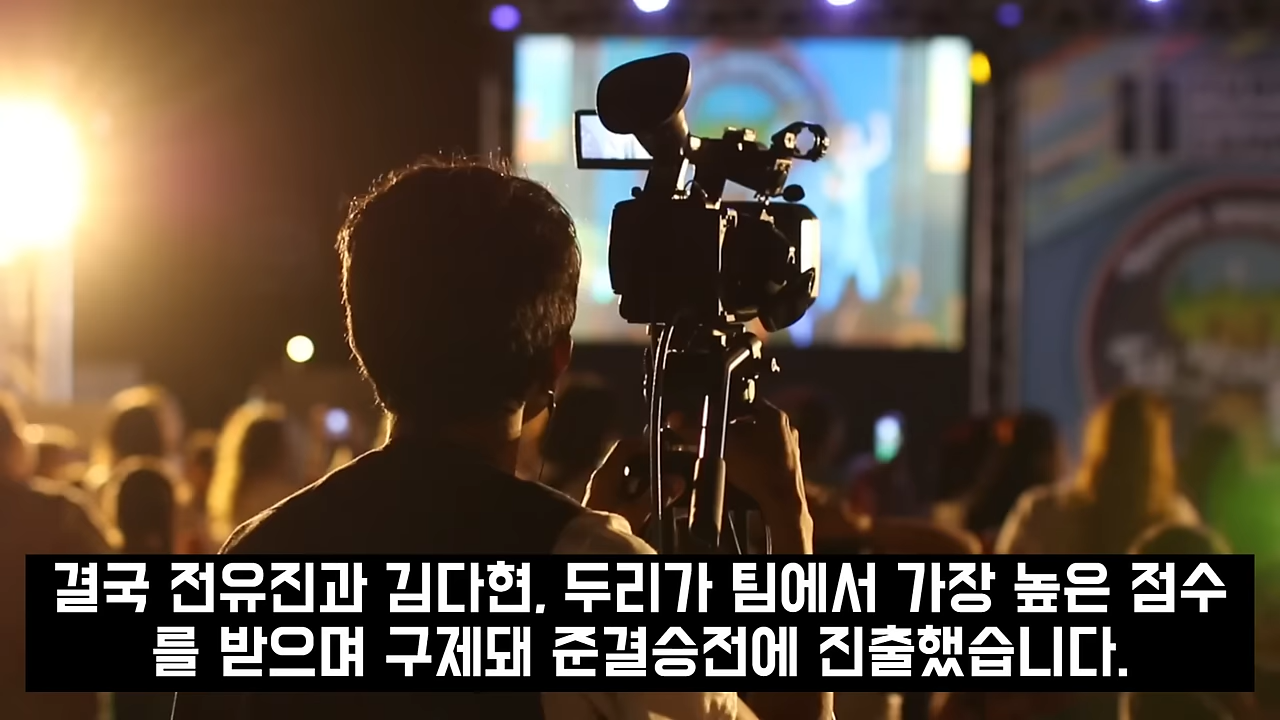 결국 전유진과 김다현, 두리가 팀에서 가장 높은 점수
를 받으며 구제돼 준결승전에 진출했습니다.